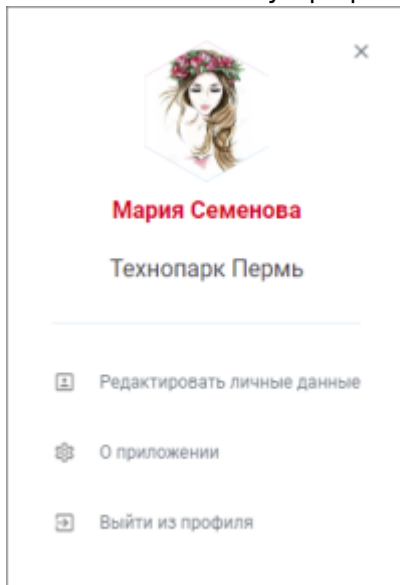 Мария Семенова
Технопарк Пермь
Редактировать личные данные
О приложении
Выйти из профиля